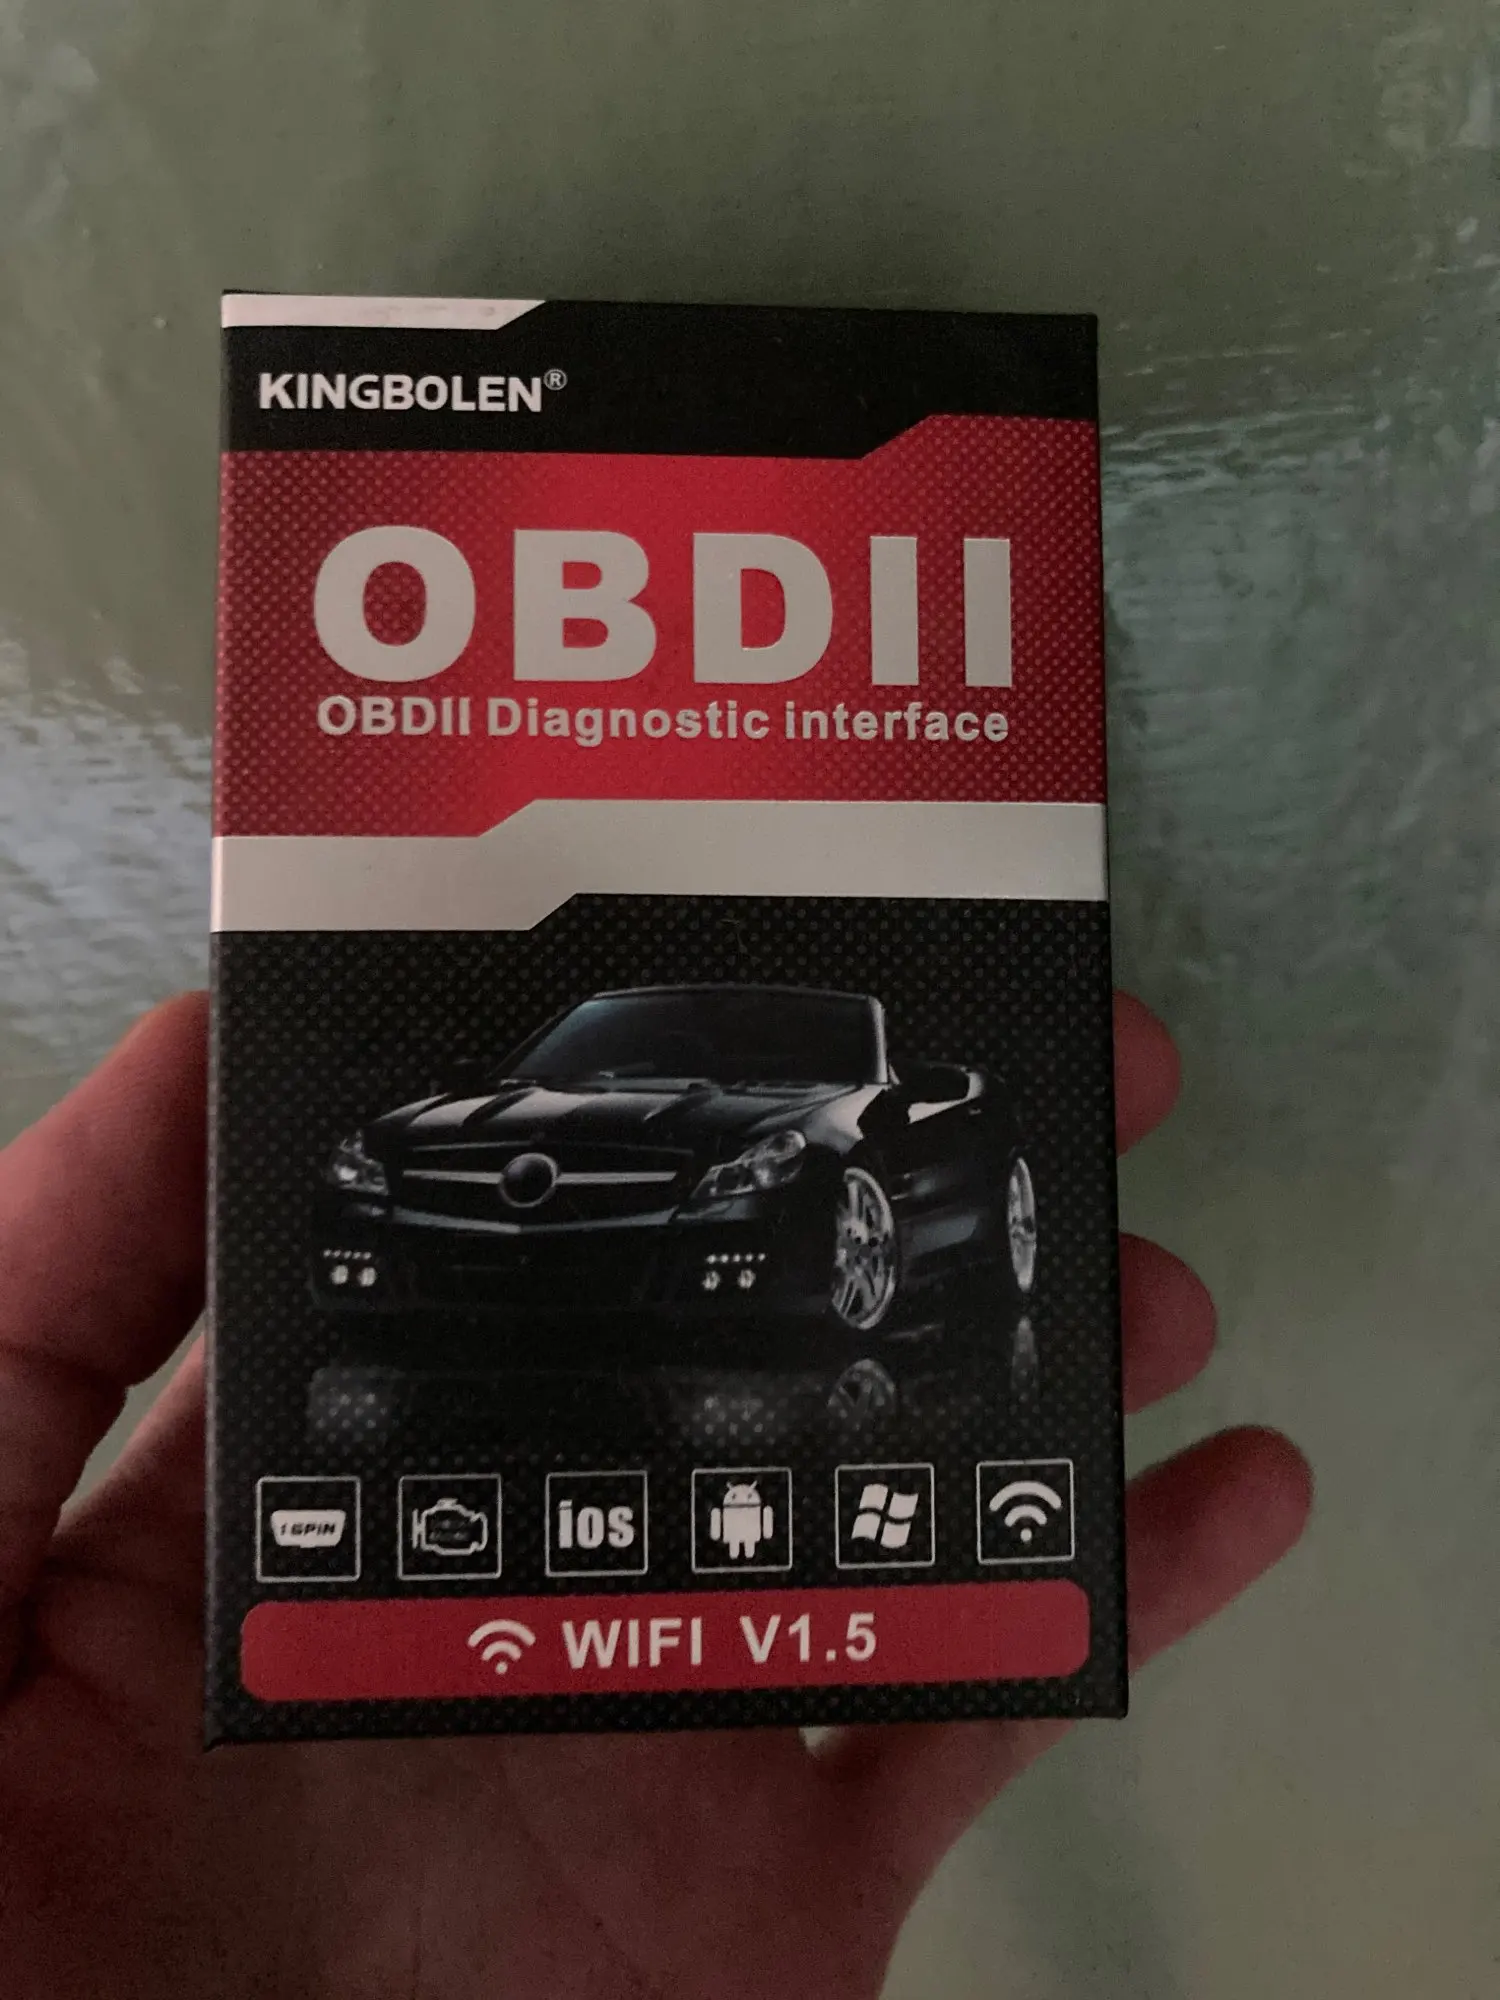 KINGBOLEN®
OBDII
OBDII Diagnostic interface
16PIN
ios
WIFI V1.5